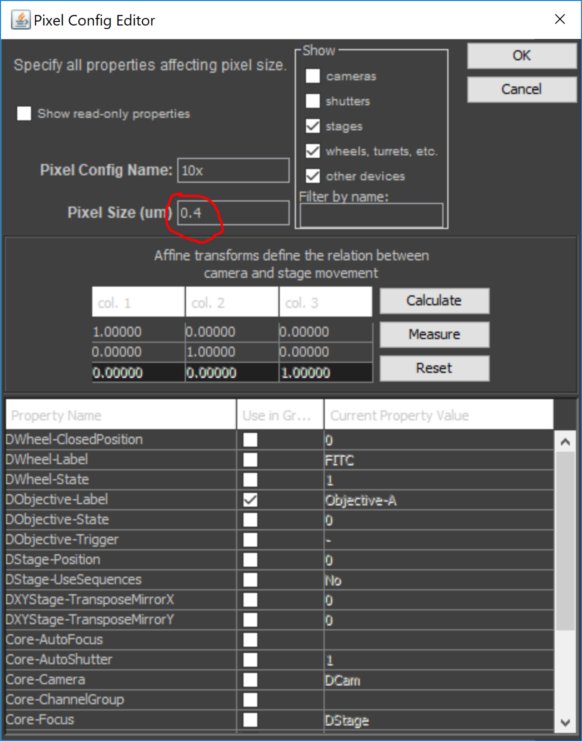 Pixel Config Editor
Specify all properties affecting pixel size.
Show
cameras
shutters
stages
wheels, turrets, etc.
other devices
Filter by name:
OK
Cancel
Show read-only properties
Pixel Config Name: 10x
Pixel Size (um) 0.4
Affine transforms define the relation between
camera and stage movement
col. 1 col. 2 col. 3
1.00000 0.00000 0.00000
0.00000 1.00000 0.00000
0.00000 0.00000 1.00000
Calculate
Measure
Reset
Property Name Use in Gr... Current Property Value
DWheel-ClosedPosition 0
DWheel-Label FITC
DWheel-State 1
DObjective-Label Objective-A
DObjective-State 0
DObjective-Trigger -
DStage-Position 0
DStage-UseSequences No
DXYStage-TransposeMirrorX 0
DXYStage-TransposeMirrorY 0
Core-AutoFocus
Core-AutoShutter 1
Core-Camera DCam
Core-ChannelGroup
Core-Focus DStage